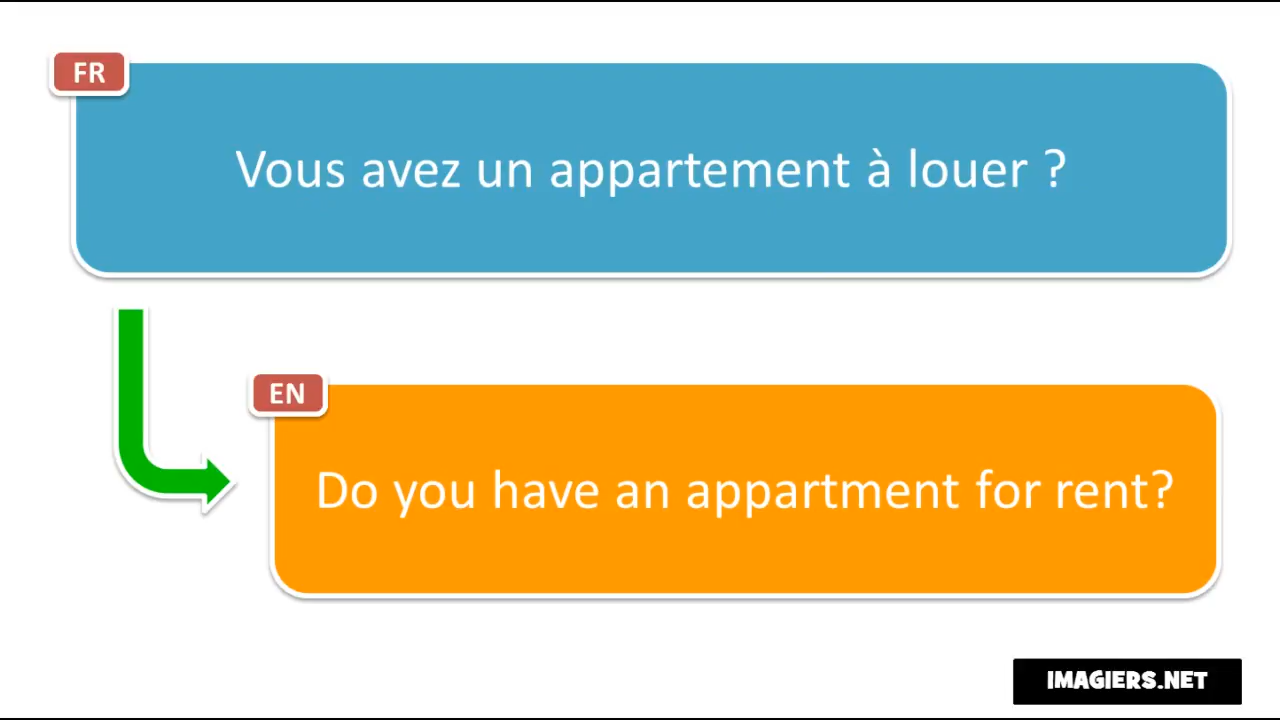 FR
Vous avez un appartement à louer ?
EN
Do you have an appartment for rent?
IMAGIERS.NET